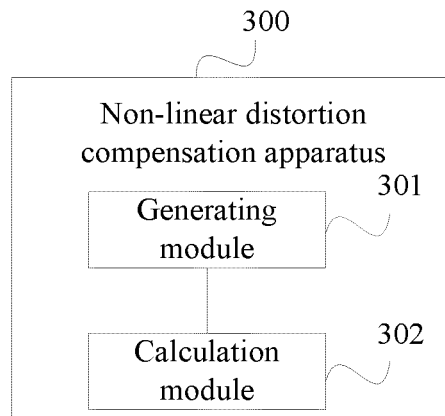 300
Non-linear distortion
compensation apparatus
301
Generating
module
302
Calculation
module